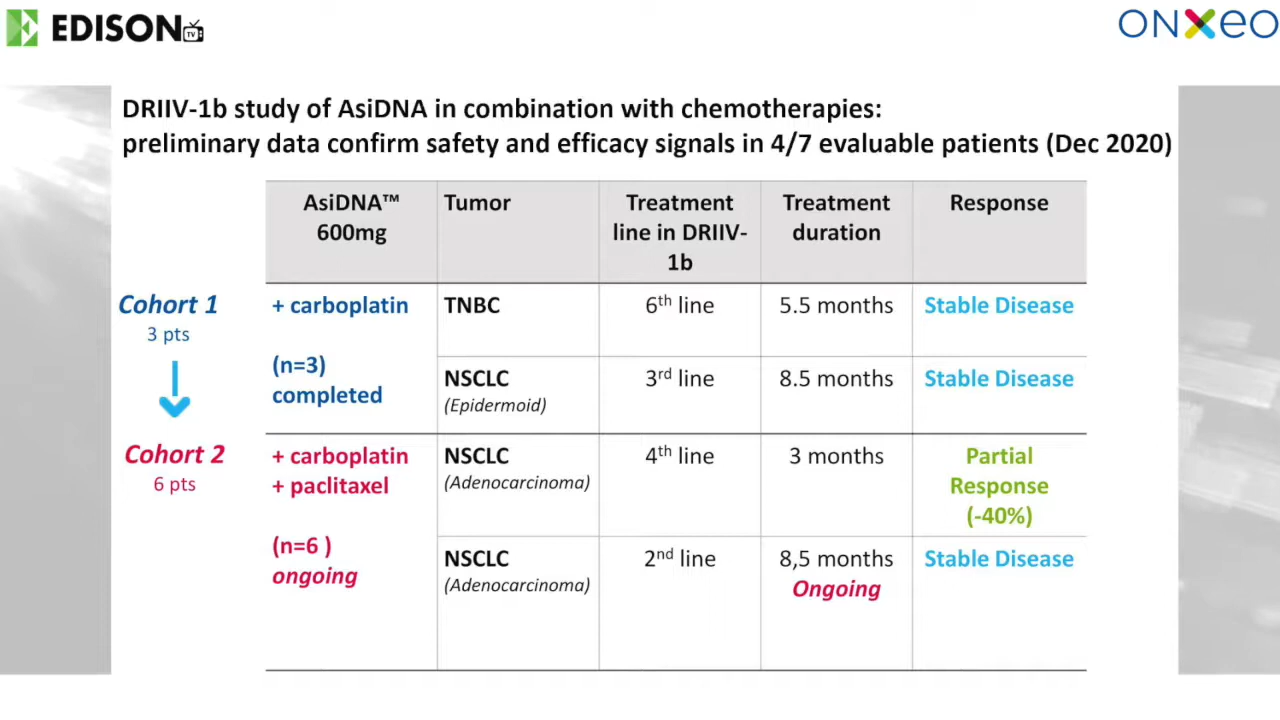 EDISON TV
ONXEO
DRIIV-1b study of AsiDNA in combination with chemotherapies:
preliminary data confirm safety and efficacy signals in 4/7 evaluable patients (Dec 2020)
AsiDNA™
600mg
Tumor
Treatment
line in DRIIV-
1b
Treatment
duration
Response
Cohort 1
3 pts
+ carboplatin
(n=3)
completed
TNBC
6th line
5.5 months
Stable Disease
NSCLC
(Epidermoid)
3rd line
8.5 months
Stable Disease
Cohort 2
6 pts
+ carboplatin
+ paclitaxel
(n=6 )
ongoing
NSCLC
(Adenocarcinoma)
4th line
3 months
Partial
Response
(-40%)
NSCLC
(Adenocarcinoma)
2nd line
8,5 months
Ongoing
Stable Disease